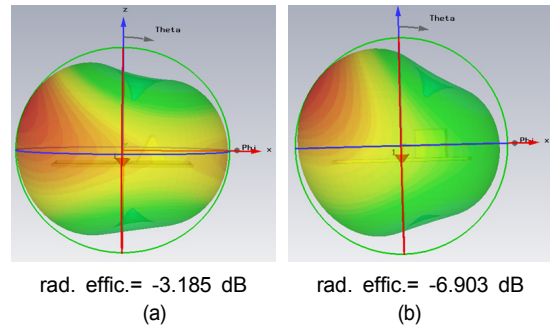 z
Theta
Phi
x
z
Theta
Phi
x
rad. effic.= -3.185 dB
rad. effic.= -6.903 dB
(a)
(b)